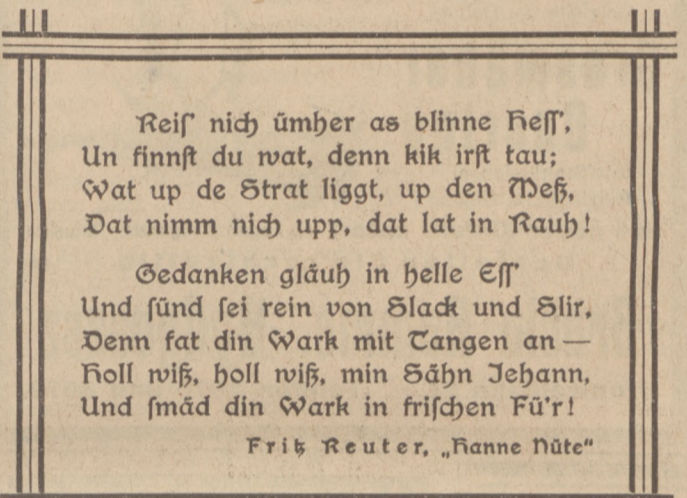 Reiſ' nich ümher as blinne Heſſ',
Un finnſt du wat, denn kik irſt tau;
Wat up de Strat liggt, up den Meß,
Dat nimm nich upp, dat lat in Rauh!
Gedanken gläuh in helle Eſſ'
Und ſünd ſei rein von Slack und Slir,
Denn fat din Wark mit Tangen an —
Holl wiß, holl wiß, min Sähn Jehann,
Und ſmäd din Wark in friſchen Fü'r!
Fritz Reuter, „Hanne Nüte“